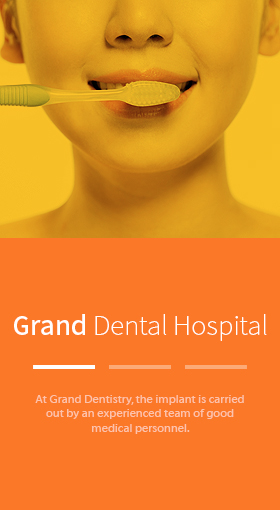 Grand Dental Hospital
At Grand Dentistry, the implant is carried
out by an experienced team of good
medical personnel.